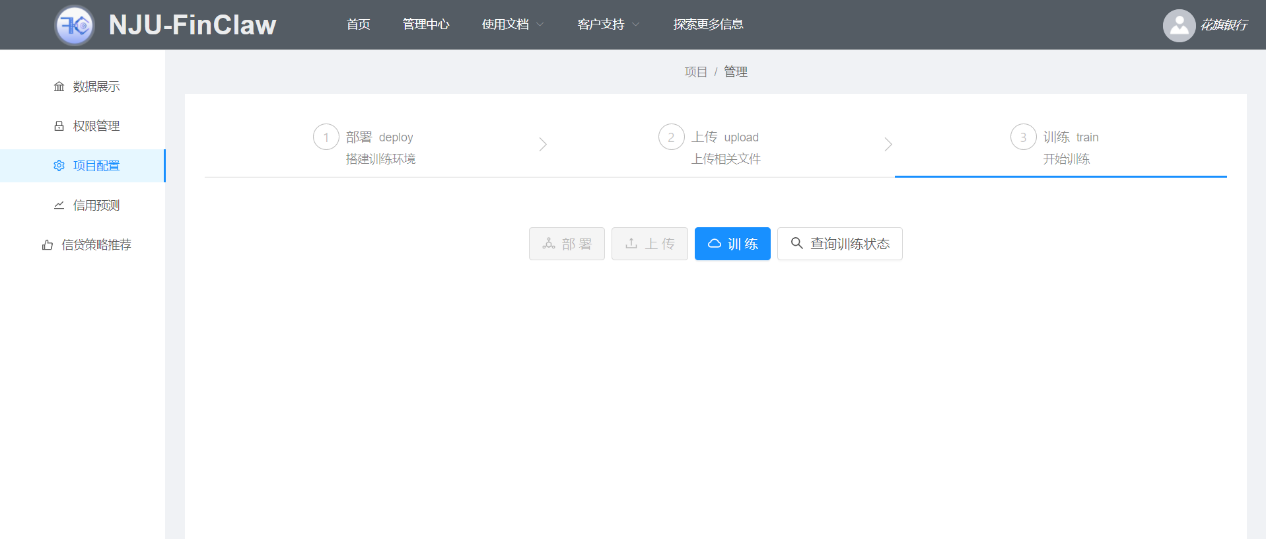 NJU-FinClaw 首页 管理中心 使用文档 客户支持 探索更多信息 花旗银行
数据展示
权限管理
项目配置
信用预测
信贷策略推荐
项目 / 管理
1 部署 deploy
搭建训练环境
2 上传 upload
上传相关文件
3 训练 train
开始训练
部署 上传 训练 查询训练状态